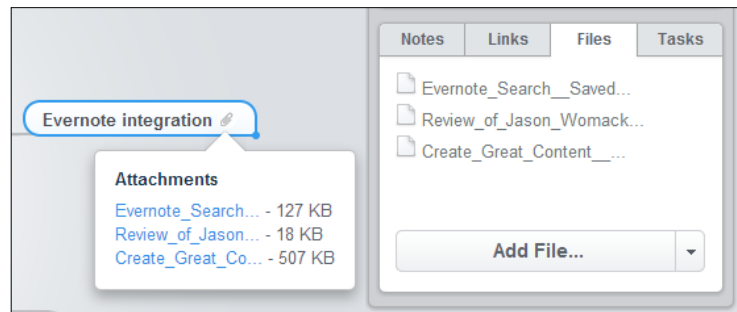 Evernote integration
Attachments
Evernote_Search... - 127 KB
Review_of_Jason... - 18 KB
Create_Great_Co... - 507 KB
Notes Links Files Tasks
Evernote_Search__Saved...
Review_of_Jason_Womack...
Create_Great_Content__...
Add File...